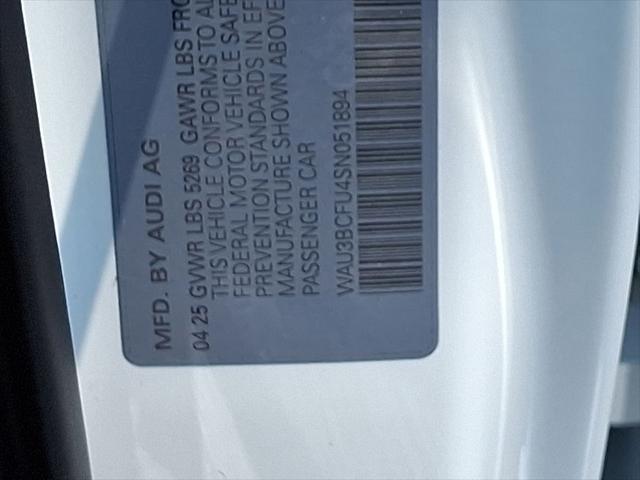 MFD. BY AUDI AG
04 25 GVWR LBS 5269 GAWR LBS FRO
THIS VEHICLE CONFORMS TO AL
FEDERAL MOTOR VEHICLE SAFE
PREVENTION STANDARDS IN EF
MANUFACTURE SHOWN ABOVE
PASSENGER CAR
WAU3BCFU4SN051894